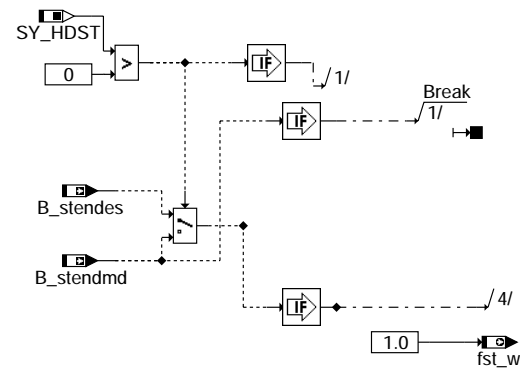 SY_HDST
0
>
IF
1/
Break
IF
1/
B_stendes
B_stendmd
IF
4/
1.0
fst_w